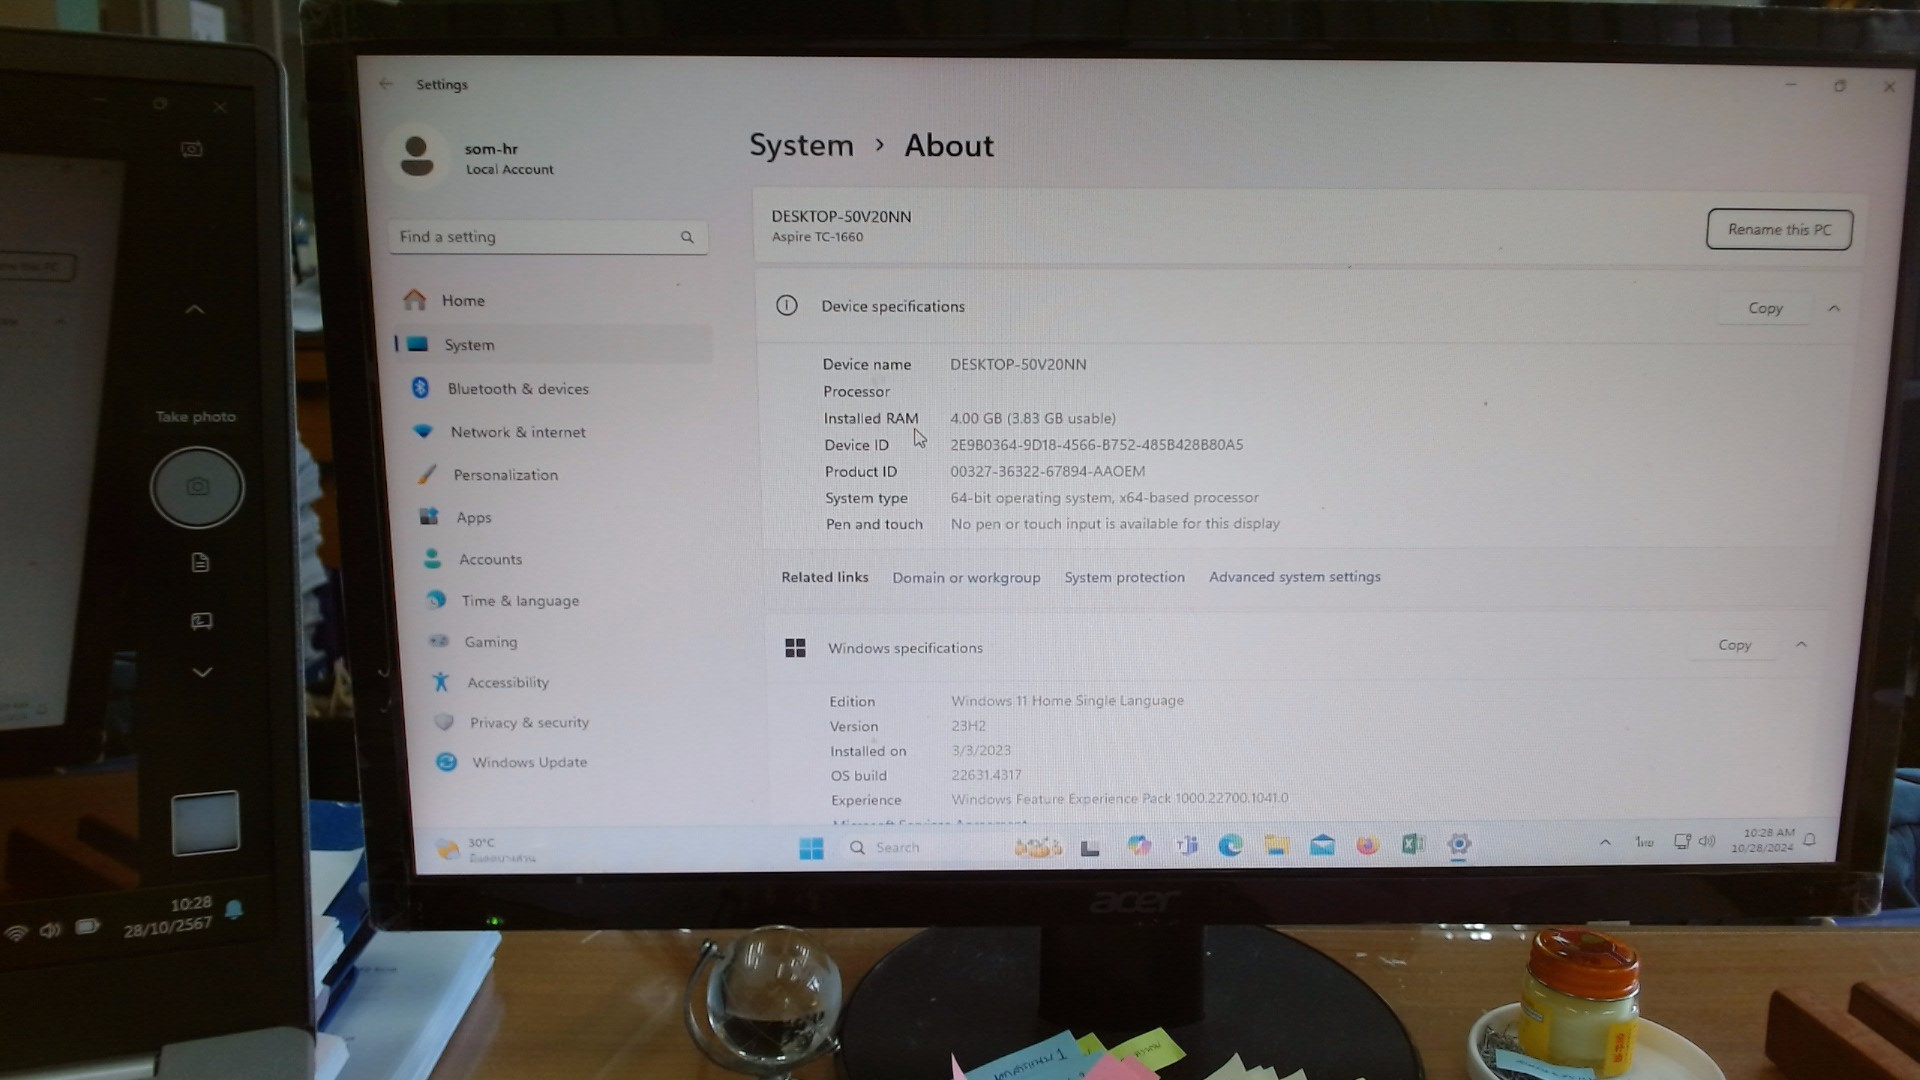 Settings
som-hr
Local Account
Find a setting
Home
System
Bluetooth & devices
Network & internet
Personalization
Apps
Accounts
Time & language
Gaming
Accessibility
Privacy & security
Windows Update
System > About
DESKTOP-50V20NN
Aspire TC-1660
Rename this PC
Device specifications
Copy
Device name DESKTOP-50V20NN
Processor
Installed RAM 4.00 GB (3.83 GB usable)
Device ID 2E9B0364-9D18-4566-B752-485B428B80A5
Product ID 00327-36322-67894-AAOEM
System type 64-bit operating system, x64-based processor
Pen and touch No pen or touch input is available for this display
Related links Domain or workgroup System protection Advanced system settings
Windows specifications
Copy
Edition Windows 11 Home Single Language
Version 23H2
Installed on 3/3/2023
OS build 22631.4317
Experience Windows Feature Experience Pack 1000.22700.1041.0
30°C
Search
ไทย
10:28 AM
10/28/2024
acer
Take photo
10:28
28/10/2567